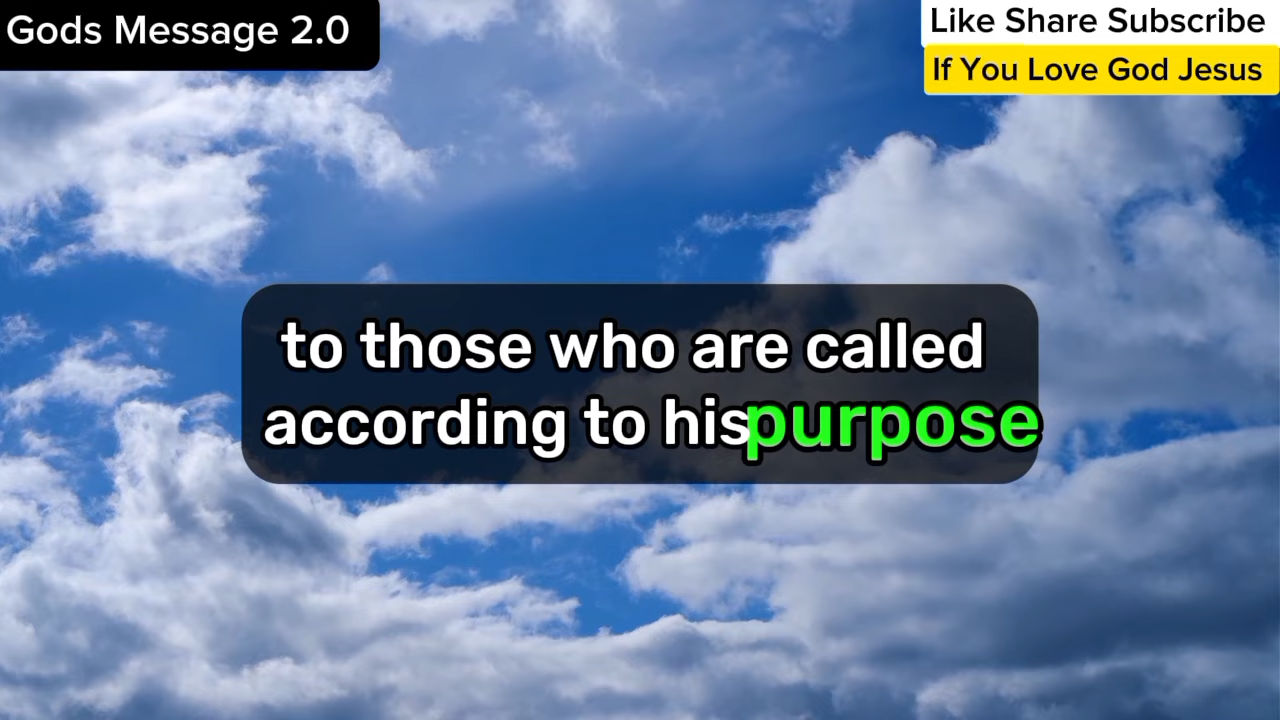 Gods Message 2.0
Like Share Subscribe
If You Love God Jesus
to those who are called
according to his purpose